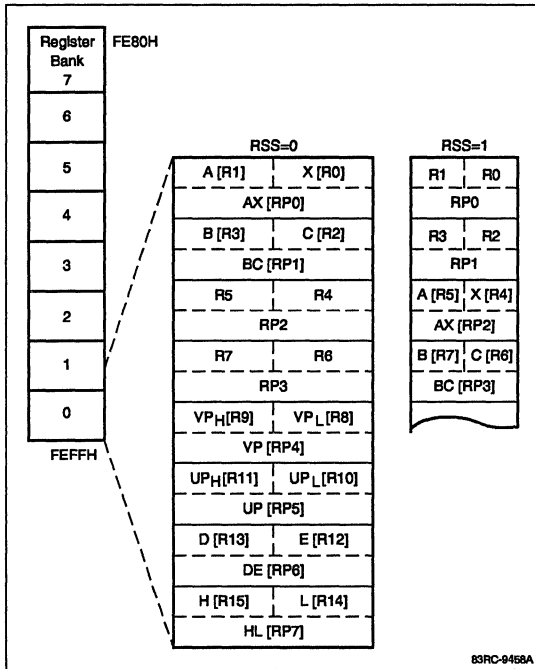 Register Bank 7
FE80H
6
5
4
3
2
1
0
FEFFH
RSS=0
A [R1] X [R0]
AX [RP0]
B [R3] C [R2]
BC [RP1]
R5 R4
RP2
R7 R6
RP3
VPH[R9] VPL[R8]
VP [RP4]
UPH[R11] UPL[R10]
UP [RP5]
D [R13] E [R12]
DE [RP6]
H [R15] L [R14]
HL [RP7]
RSS=1
R1 R0
RP0
R3 R2
RP1
A [R5] X [R4]
AX [RP2]
B [R7] C [R6]
BC [RP3]
83RC-9458A